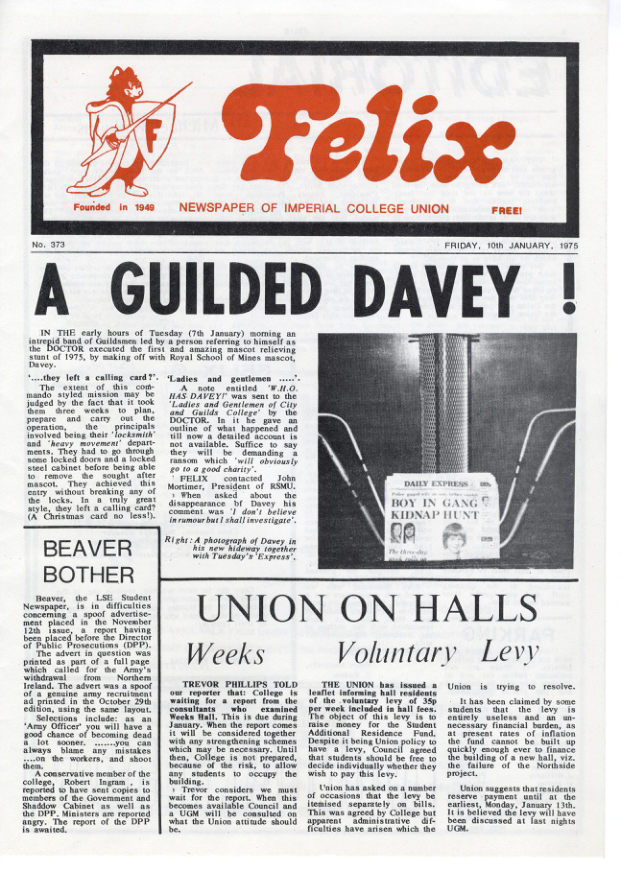 F
Felix
Founded in 1949
NEWSPAPER OF IMPERIAL COLLEGE UNION
FREE!
No. 373
FRIDAY, 10th JANUARY, 1975
A GUILDED DAVEY !
IN THE early hours of Tuesday (7th January) morning an
intrepid band of Guildsmen led by a person referring to himself as
the DOCTOR executed the first and amazing mascot relieving
stunt of 1975, by making off with Royal School of Mines mascot,
Davey.
'....they left a calling card?'.
The extent of this com-
mando styled mission may be
judged by the fact that it took
them three weeks to plan,
prepare and carry out the
operation, the principals
involved being their 'locksmith'
and 'heavy movement' depart-
ments. They had to go through
some locked doors and a locked
steel cabinet before being able
to remove the sought after
mascot. They achieved this
entry without breaking any of
the locks. In a truly great
style, they left a calling card?
(A Christmas card no less!).
'Ladies and gentlemen .....'.
A note entitled 'W.H.O.
HAS DAVEY!' was sent to the
'Ladies and Gentlemen of City
and Guilds College' by the
DOCTOR. In it he gave an
outline of what happened and
till now a detailed account is
not available. Suffice to say
they will be demanding a
ransom which 'will obviously
go to a good charity'.
FELIX contacted John
Mortimer, President of RSMU.
When asked about the
disappearance of Davey his
comment was 'I don't believe
in rumour but I shall investigate'.
Right: A photograph of Davey in
his new hideway together
with Tuesday's 'Express'.
DAILY EXPRESS
BOY IN GANG
KIDNAP HUNT
The three-day
BEAVER
BOTHER
Beaver, the LSE Student
Newspaper, is in difficulties
concerning a spoof advertise-
ment placed in the November
12th issue, a report having
been placed before the Director
of Public Prosecutions (DPP).
The advert in question was
printed as part of a full page
which called for the Army's
withdrawal from Northern
Ireland. The advert was a spoof
of a genuine army recruitment
ad printed in the October 29th
edition, using the same layout.
Selections include: as an
'Army Officer' you will have a
good chance of becoming dead
a lot sooner. .......you can
always blame any mistakes
....on the workers, and shoot
them.
A conservative member of the
college, Robert Ingram , is
reported to have sent copies to
members of the Government and
Shaddow Cabinet as well as
the DPP. Ministers are reported
angry. The report of the DPP
is awaited.
UNION ON HALLS
Weeks
TREVOR PHILLIPS TOLD
our reporter that: College is
waiting for a report from the
consultants who examined
Weeks Hall. This is due during
January. When the report comes
it will be considered together
with any strengthening schemes
which may be necessary. Until
then, College is not prepared,
because of the risk, to allow
any students to occupy the
building.
Trevor considers we must
wait for the report. When this
becomes available Council and
a UGM will be consulted on
what the Union attitude should
be.
Voluntary Levy
THE UNION has issued a
leaflet informing hall residents
of the voluntary levy of 35p
per week included in hall fees.
The object of this levy is to
raise money for the Student
Additional Residence Fund.
Despite it being Union policy to
have a levy, Council agreed
that students should be free to
decide individually whether they
wish to pay this levy.
Union has asked on a number
of occasions that the levy be
itemised separately on bills.
This was agreed by College but
apparent administrative dif-
ficulties have arisen which the
Union is trying to resolve.
It has been claimed by some
students that the levy is
entirely useless and an un-
necessary financial burden, as
at present rates of inflation
the fund cannot be built up
quickly enough ever to finance
the building of a new hall, viz.
the failure of the Northside
project.
Union suggests that residents
reserve payment until at the
earliest, Monday, January 13th.
It is believed the levy will have
been discussed at last nights
UGM.